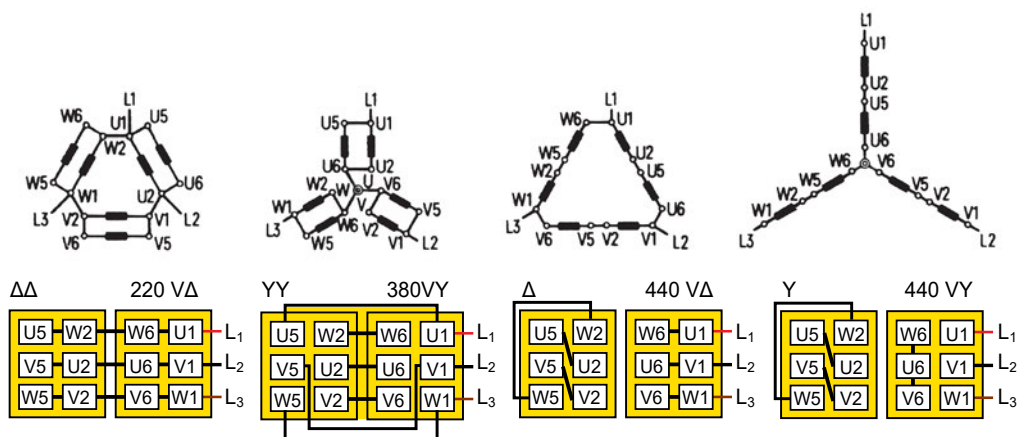 L1
U1
U2
U5
U6
W6 V6
W5 V5
W2 V2
W1 V1
L3 L2
L1
W6 U1 U5
W2
W5 W1 U2 U6
L3 V2 V1 L2
V6 V5
L1
U5 U1
U6 U2
W2 W U V6
W1 V V5
W5 W6 V2 V1 L2
L3
L1
W6 U1
W5 U2
W2 U5
W1 U6
L3 V6 V5 V2 V1 L2
ΔΔ 220 VΔ
U5 W2 W6 U1 L1
V5 U2 U6 V1 L2
W5 V2 V6 W1 L3
YY 380VY
U5 W2 W6 U1 L1
V5 U2 U6 V1 L2
W5 V2 V6 W1 L3
Δ 440 VΔ
U5 W2 W6 U1 L1
V5 U2 U6 V1 L2
W5 V2 V6 W1 L3
Y 440 VY
U5 W2 W6 U1 L1
V5 U2 U6 V1 L2
W5 V2 V6 W1 L3